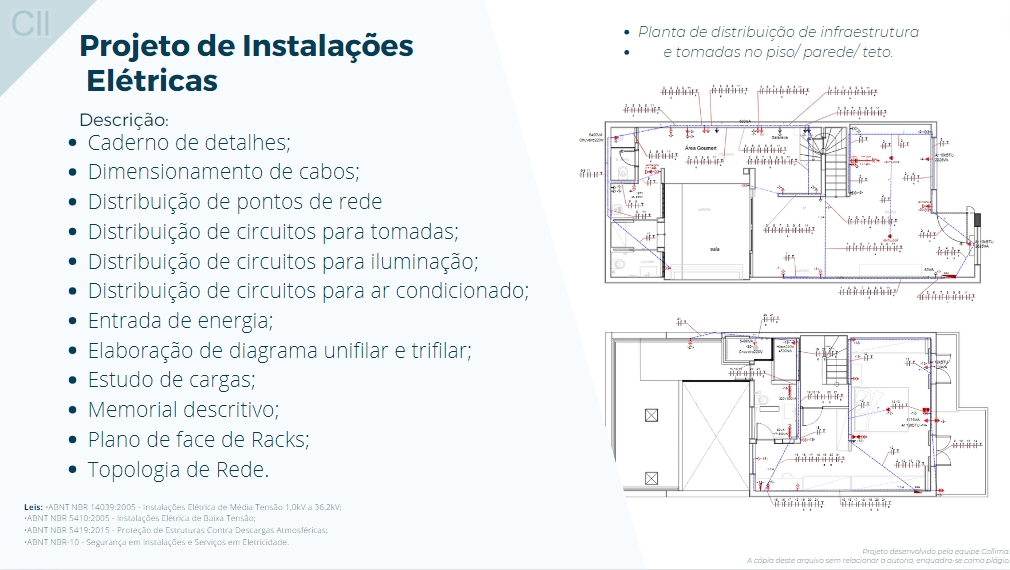 CII
Projeto de Instalações
Elétricas
Descrição:
• Caderno de detalhes;
• Dimensionamento de cabos;
• Distribuição de pontos de rede
• Distribuição de circuitos para tomadas;
• Distribuição de circuitos para iluminação;
• Distribuição de circuitos para ar condicionado;
• Entrada de energia;
• Elaboração de diagrama unifilar e trifilar;
• Estudo de cargas;
• Memorial descritivo;
• Plano de face de Racks;
• Topologia de Rede.
Leis: •ABNT NBR 14039:2005 - Instalações Elétrica de Média Tensão 1,0kV a 36,2kV;
•ABNT NBR 5410:2005 - Instalações Elétrica de Baixa Tensão;
•ABNT NBR 5419:2015 - Proteção de Estruturas Contra Descargas Atmosféricas;
•ABNT NBR-10 - Segurança em Instalações e Serviços em Eletricidade.
• Planta de distribuição de infraestrutura
• e tomadas no piso/ parede/ teto.
Área Gourmet
sala
Projeto desenvolvido pela equipe Collima.
A cópia deste arquivo sem relacionar a autoria, enquadra-se como plágio